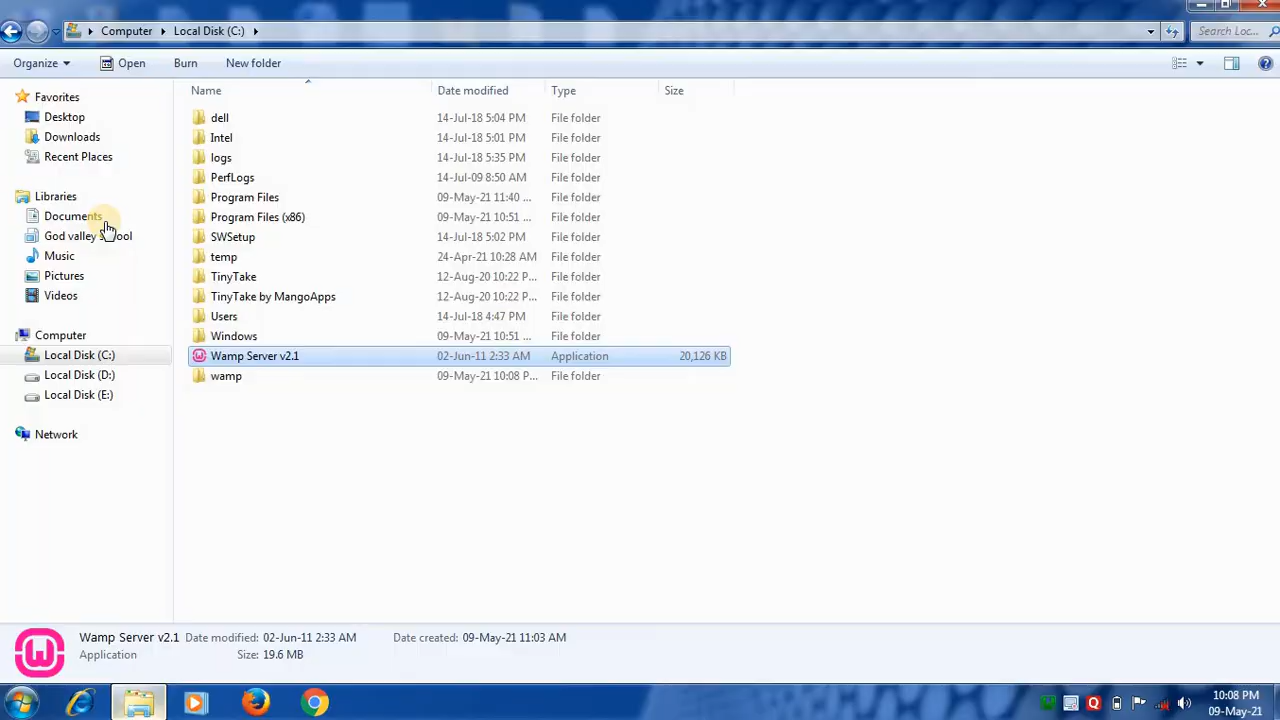 Computer Local Disk (C:) Search Loc...
Organize Open Burn New folder
Name Date modified Type Size
Favorites
Desktop
Downloads
Recent Places
Libraries
Documents
God valley
Music
Pictures
Videos
Computer
Local Disk (C:)
Local Disk (D:)
Local Disk (E:)
Network
dell 14-Jul-18 5:04 PM File folder
Intel 14-Jul-18 5:01 PM File folder
logs 14-Jul-18 5:35 PM File folder
PerfLogs 14-Jul-09 8:50 AM File folder
Program Files 09-May-21 11:40 ... File folder
Program Files (x86) 09-May-21 10:51 ... File folder
SWSetup 14-Jul-18 5:02 PM File folder
temp 24-Apr-21 10:28 AM File folder
TinyTake 12-Aug-20 10:22 P... File folder
TinyTake by MangoApps 12-Aug-20 10:22 P... File folder
Users 14-Jul-18 4:47 PM File folder
Windows 09-May-21 10:51 ... File folder
Wamp Server v2.1 02-Jun-11 2:33 AM Application 20,126 KB
wamp 09-May-21 10:08 P... File folder
Wamp Server v2.1 Date modified: 02-Jun-11 2:33 AM Date created: 09-May-21 11:03 AM
Application Size: 19.6 MB
10:08 PM
09-May-21